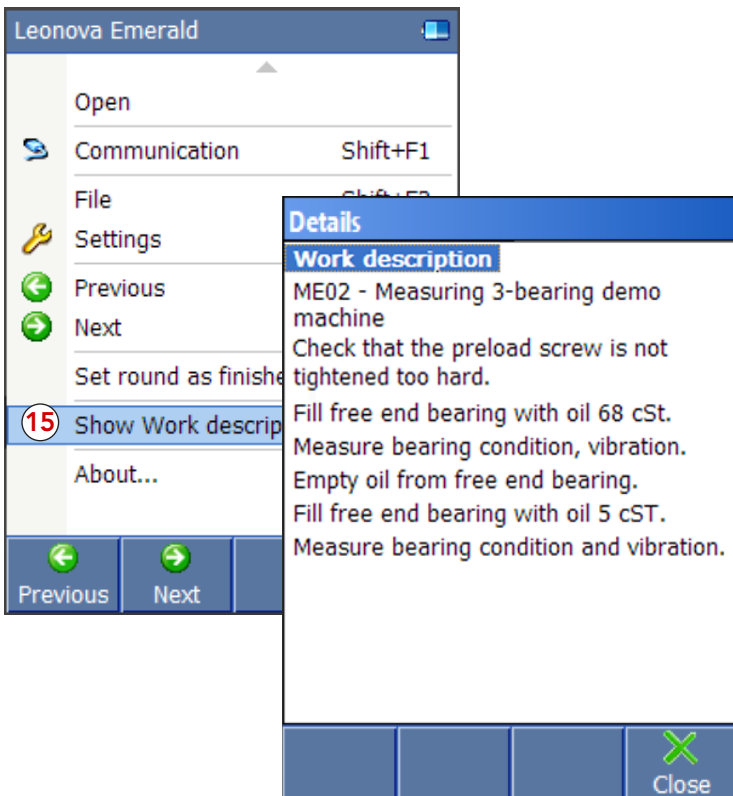 Leonova Emerald
Open
Communication Shift+F1
File
Settings
Previous
Next
Set round as finishe
15 Show Work descrip
About...
Previous Next
Details
Work description
ME02 - Measuring 3-bearing demo
machine
Check that the preload screw is not
tightened too hard.
Fill free end bearing with oil 68 cSt.
Measure bearing condition, vibration.
Empty oil from free end bearing.
Fill free end bearing with oil 5 cST.
Measure bearing condition and vibration.
Close